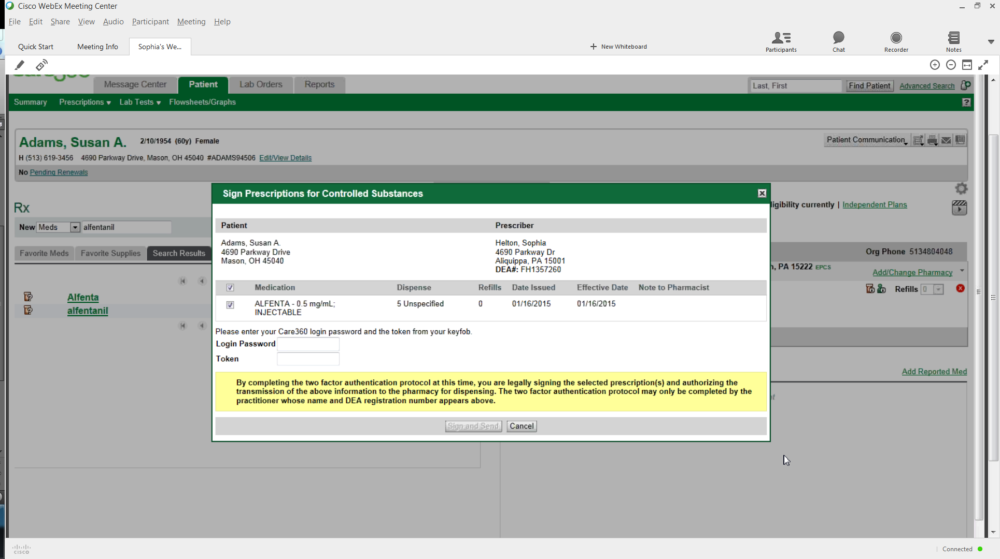 Cisco WebEx Meeting Center
File Edit Share View Audio Participant Meeting Help
Quick Start Meeting Info Sophia's We... New Whiteboard Participants Chat Recorder Notes
Message Center Patient Lab Orders Reports Last, First Find Patient Advanced Search
Summary Prescriptions Lab Tests Flowsheets/Graphs
Adams, Susan A. 2/10/1954 (60y) Female Patient Communication
H (513) 619-3456 4690 Parkway Drive, Mason, OH 45040 #ADAMS94506 Edit/View Details
No Pending Renewals
Sign Prescriptions for Controlled Substances
Rx
ligibility currently | Independent Plans
New Meds alfentanil
Patient Prescriber
Favorite Meds Favorite Supplies Search Results
Org Phone 5134804048
Adams, Susan A. Helton, Sophia
4690 Parkway Drive 4690 Parkway Dr
Mason, OH 45040 Aliquippa, PA 15001
DEA#: FH1357260
h, PA 15222 EPCS
Add/Change Pharmacy
Medication Dispense Refills Date Issued Effective Date Note to Pharmacist
Refills 0
Alfenta
alfentanil
ALFENTA - 0.5 mg/mL; 5 Unspecified 0 01/16/2015 01/16/2015
INJECTABLE
Please enter your Care360 login password and the token from your keyfob.
Login Password
Token
Add Reported Med
By completing the two factor authentication protocol at this time, you are legally signing the selected prescription(s) and authorizing the
transmission of the above information to the pharmacy for dispensing. The two factor authentication protocol may only be completed by the
practitioner whose name and DEA registration number appears above.
Sign and Send Cancel
CISCO
Connected